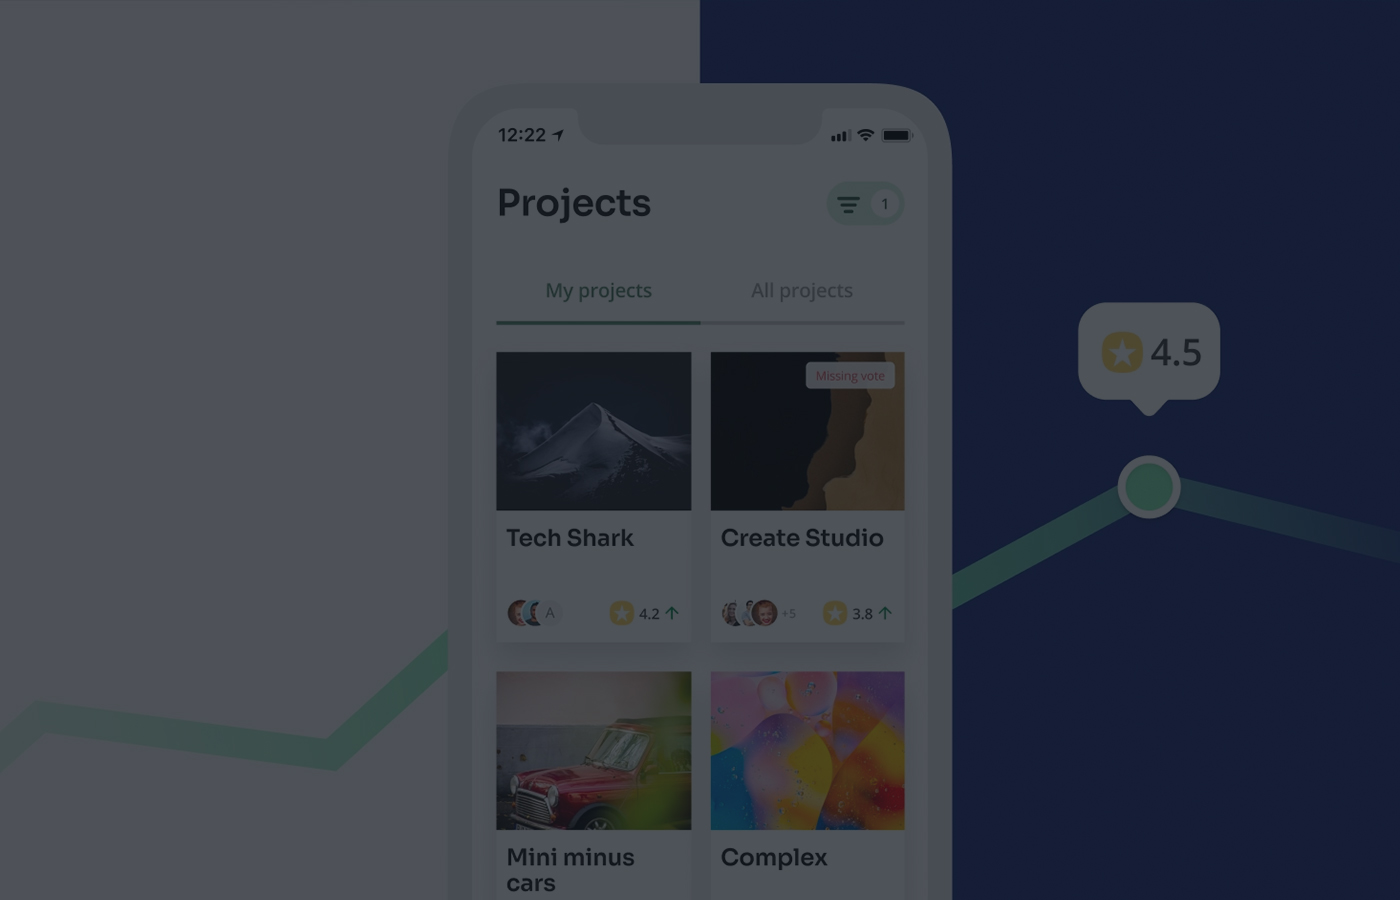 12:22
Projects
1
My projects
All projects
Missing vote
Tech Shark
Create Studio
A
4.2
+5
3.8
Mini minus
cars
Complex
4.5